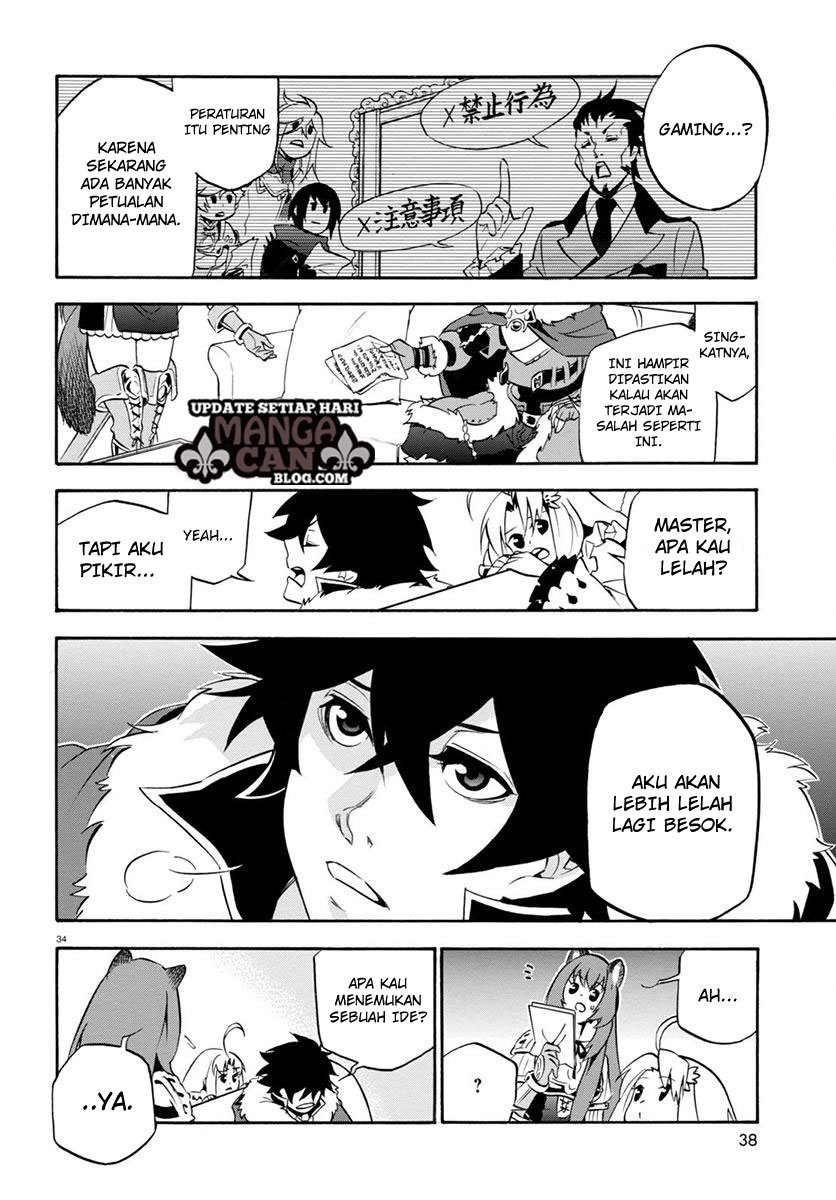 GAMING...?
×禁止行為
×注意事項
PERATURAN
ITU PENTING
KARENA
SEKARANG
ADA BANYAK
PETUALAN
DIMANA-MANA.
SING-
KATNYA,
INI HAMPIR
DIPASTIKAN
KALAU AKAN
TERJADI MA-
SALAH SEPERTI
INI.
UPDATE SETIAP HARI
MANGA
CAN
BLOG.COM
MASTER,
APA KAU
LELAH?
YEAH...
TAPI AKU
PIKIR...
AKU AKAN
LEBIH LELAH
LAGI BESOK.
34
AH...
?
APA KAU
MENEMUKAN
SEBUAH IDE?
..YA.
38